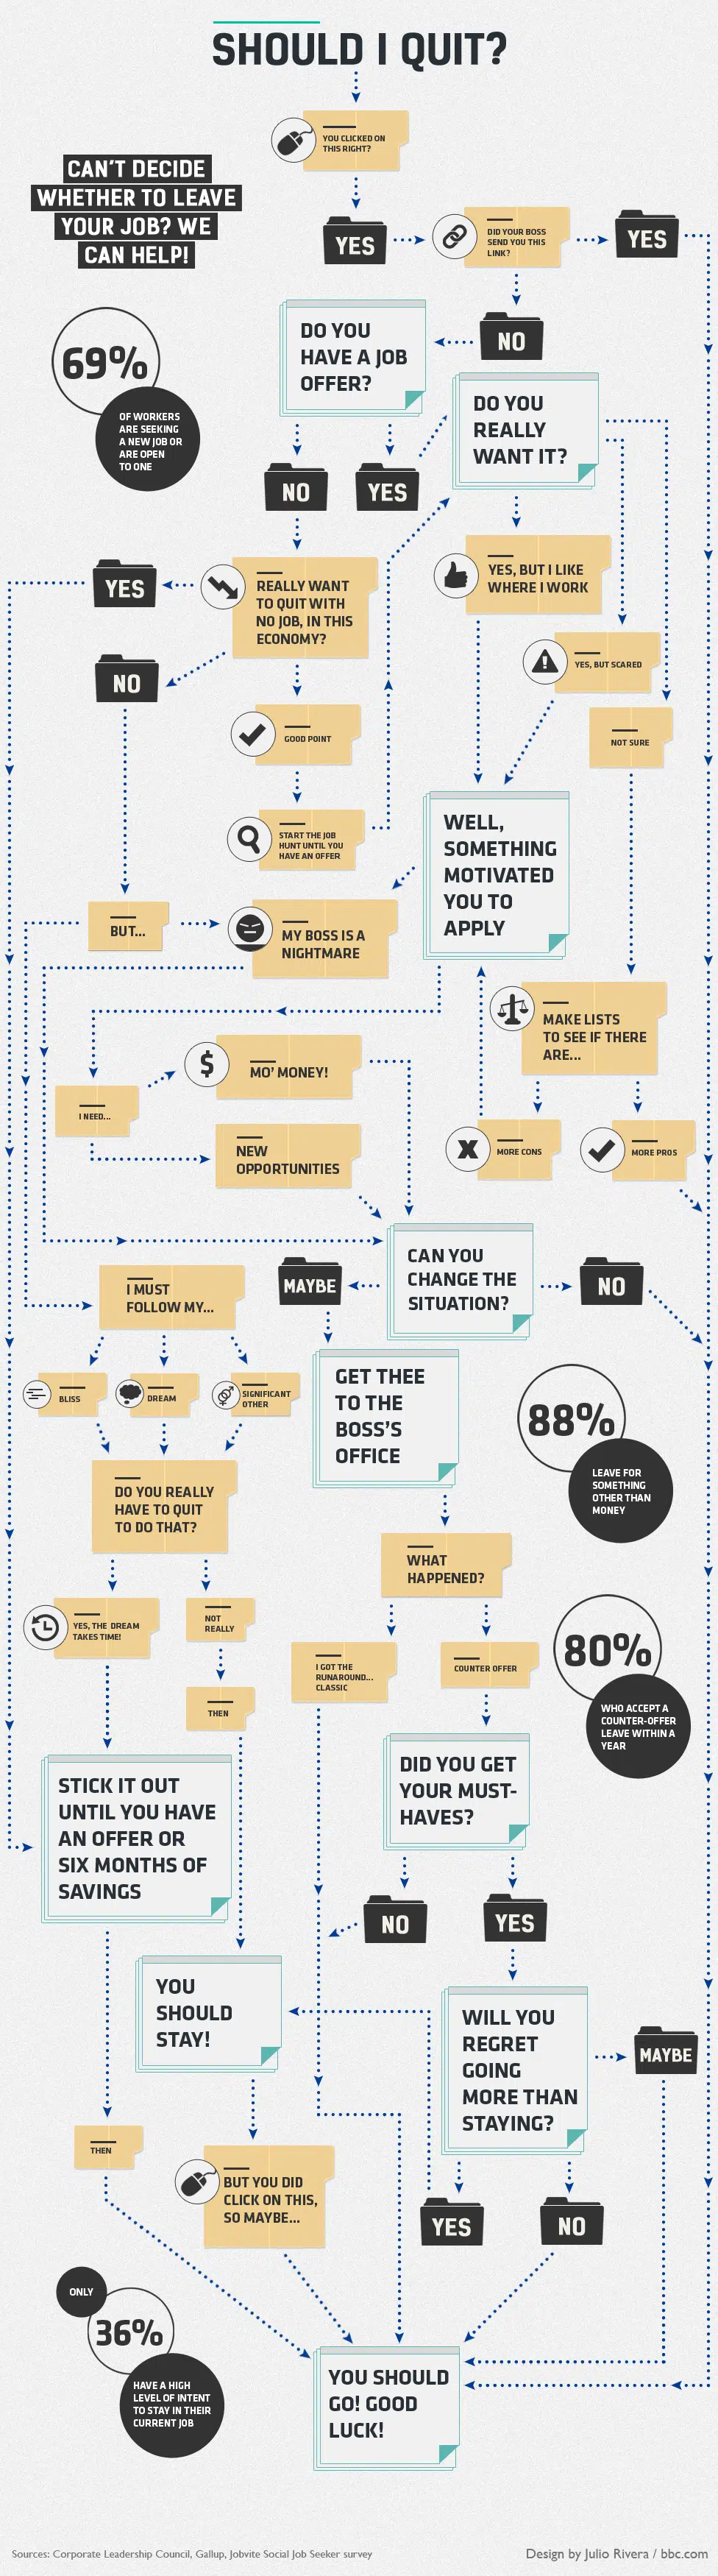 SHOULD I QUIT?
YOU CLICKED ON
THIS RIGHT?
CAN'T DECIDE
WHETHER TO LEAVE
YOUR JOB? WE
CAN HELP!
YES
DID YOUR BOSS
SEND YOU THIS
LINK?
YES
NO
DO YOU
HAVE A JOB
OFFER?
69%
OF WORKERS
ARE SEEKING
A NEW JOB OR
ARE OPEN
TO ONE
DO YOU
REALLY
WANT IT?
NO
YES
YES
REALLY WANT
TO QUIT WITH
NO JOB, IN THIS
ECONOMY?
YES, BUT I LIKE
WHERE I WORK
NO
YES, BUT SCARED
GOOD POINT
NOT SURE
START THE JOB
HUNT UNTIL YOU
HAVE AN OFFER
WELL,
SOMETHING
MOTIVATED
YOU TO
APPLY
BUT...
MY BOSS IS A
NIGHTMARE
MAKE LISTS
TO SEE IF THERE
ARE...
MO' MONEY!
I NEED...
NEW
OPPORTUNITIES
MORE CONS
MORE PROS
CAN YOU
CHANGE THE
SITUATION?
MAYBE
NO
I MUST
FOLLOW MY...
GET THEE
TO THE
BOSS'S
OFFICE
BLISS
DREAM
SIGNIFICANT
OTHER
88%
LEAVE FOR
SOMETHING
OTHER THAN
MONEY
DO YOU REALLY
HAVE TO QUIT
TO DO THAT?
WHAT
HAPPENED?
YES, THE DREAM
TAKES TIME!
NOT
REALLY
I GOT THE
RUNAROUND...
CLASSIC
COUNTER OFFER
80%
WHO ACCEPT A
COUNTER-OFFER
LEAVE WITHIN A
YEAR
THEN
STICK IT OUT
UNTIL YOU HAVE
AN OFFER OR
SIX MONTHS OF
SAVINGS
DID YOU GET
YOUR MUST-
HAVES?
NO
YES
YOU
SHOULD
STAY!
WILL YOU
REGRET
GOING
MORE THAN
STAYING?
MAYBE
THEN
BUT YOU DID
CLICK ON THIS,
SO MAYBE...
YES
NO
ONLY
36%
HAVE A HIGH
LEVEL OF INTENT
TO STAY IN THEIR
CURRENT JOB
YOU SHOULD
GO! GOOD
LUCK!
Sources: Corporate Leadership Council, Gallup, Jobvite Social Job Seeker survey
Design by Julio Rivera / bbc.com